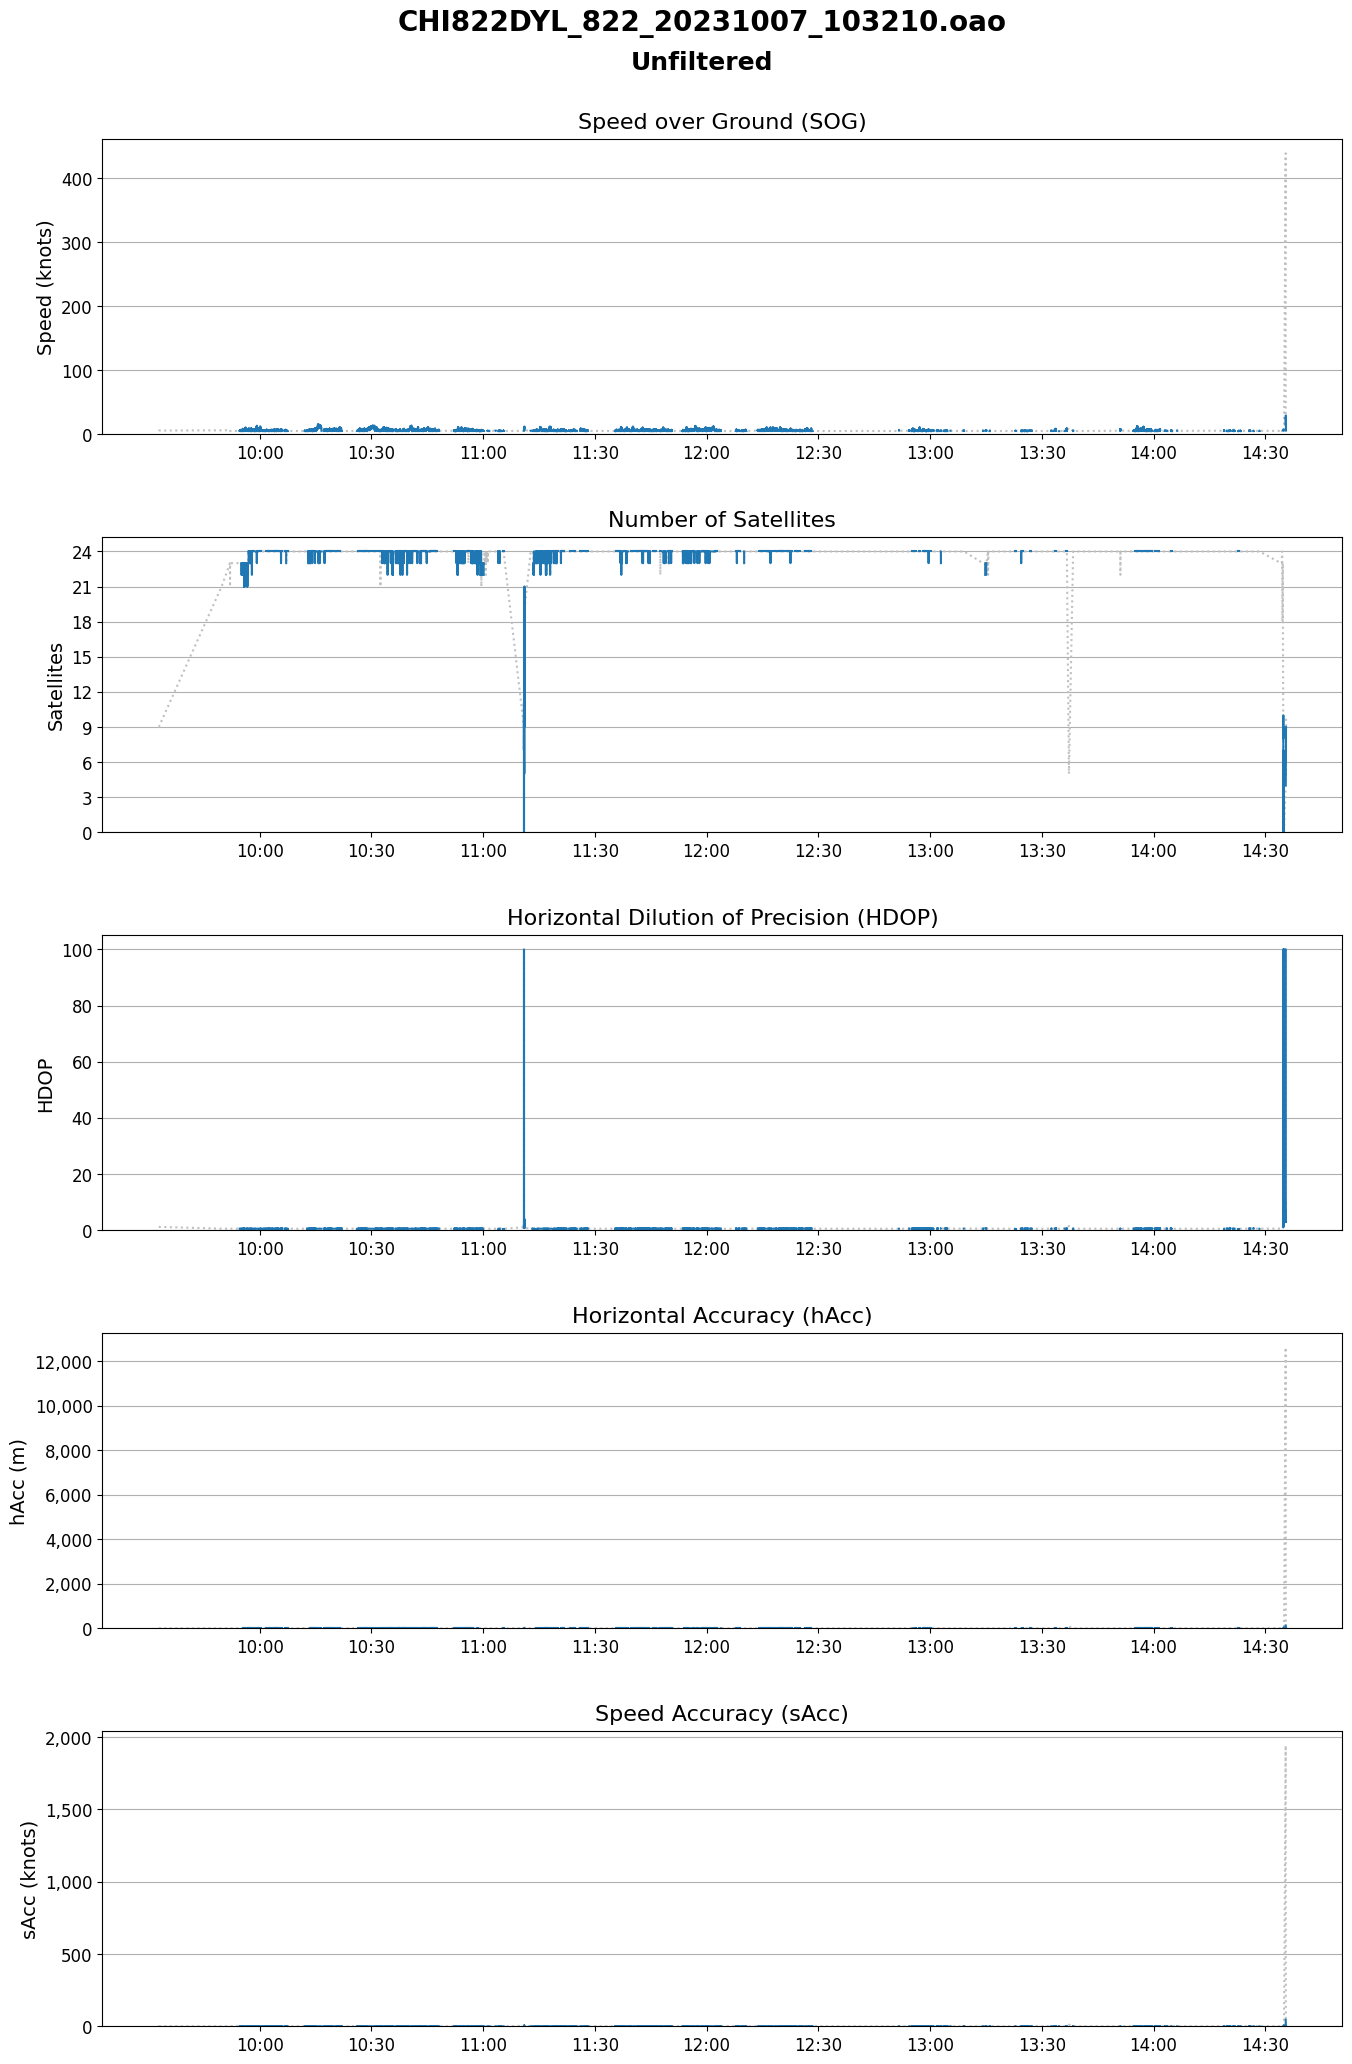 CHI822DYL_822_20231007_103210.oao
Unfiltered
Speed over Ground (SOG)
Speed (knots)
400
300
200
100
0
10:00 10:30 11:00 11:30 12:00 12:30 13:00 13:30 14:00 14:30
Number of Satellites
Satellites
24
21
18
15
12
9
6
3
0
10:00 10:30 11:00 11:30 12:00 12:30 13:00 13:30 14:00 14:30
Horizontal Dilution of Precision (HDOP)
HDOP
100
80
60
40
20
0
10:00 10:30 11:00 11:30 12:00 12:30 13:00 13:30 14:00 14:30
Horizontal Accuracy (hAcc)
hAcc (m)
12,000
10,000
8,000
6,000
4,000
2,000
0
10:00 10:30 11:00 11:30 12:00 12:30 13:00 13:30 14:00 14:30
Speed Accuracy (sAcc)
sAcc (knots)
2,000
1,500
1,000
500
0
10:00 10:30 11:00 11:30 12:00 12:30 13:00 13:30 14:00 14:30